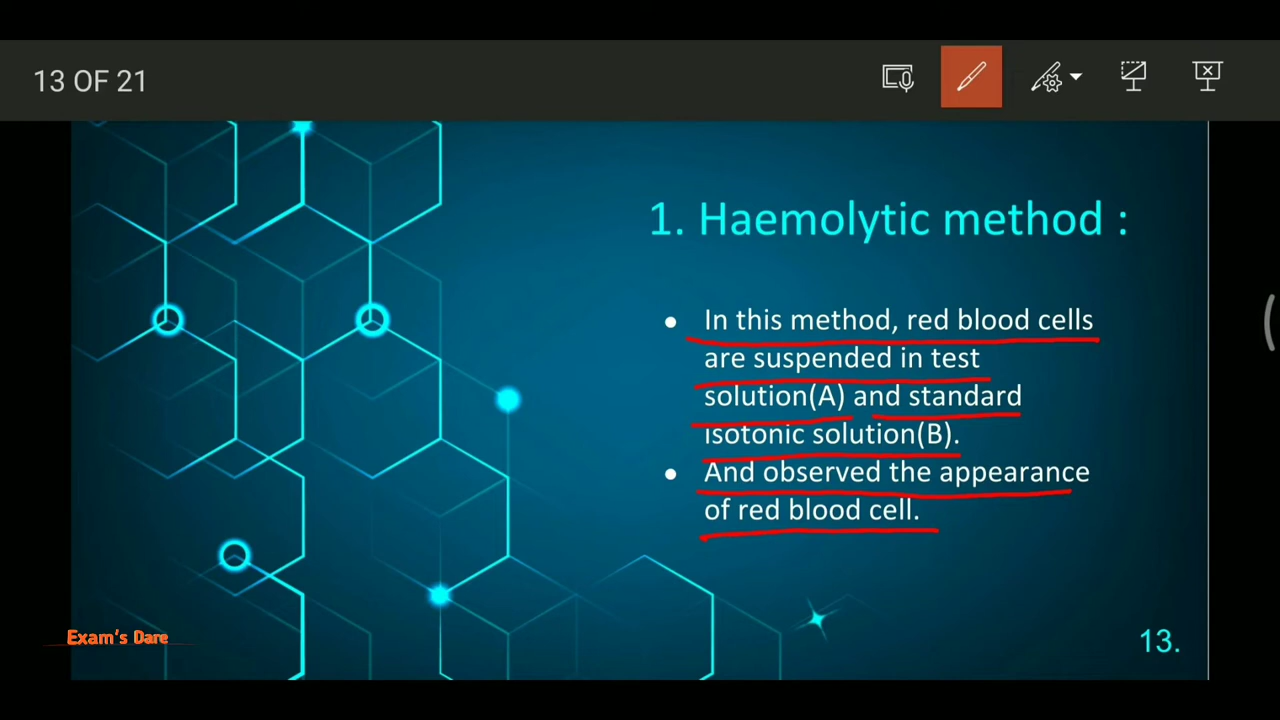 13 OF 21
1. Haemolytic method :
● In this method, red blood cells
are suspended in test
solution(A) and standard
isotonic solution(B).
● And observed the appearance
of red blood cell.
Exam's Dare
13.